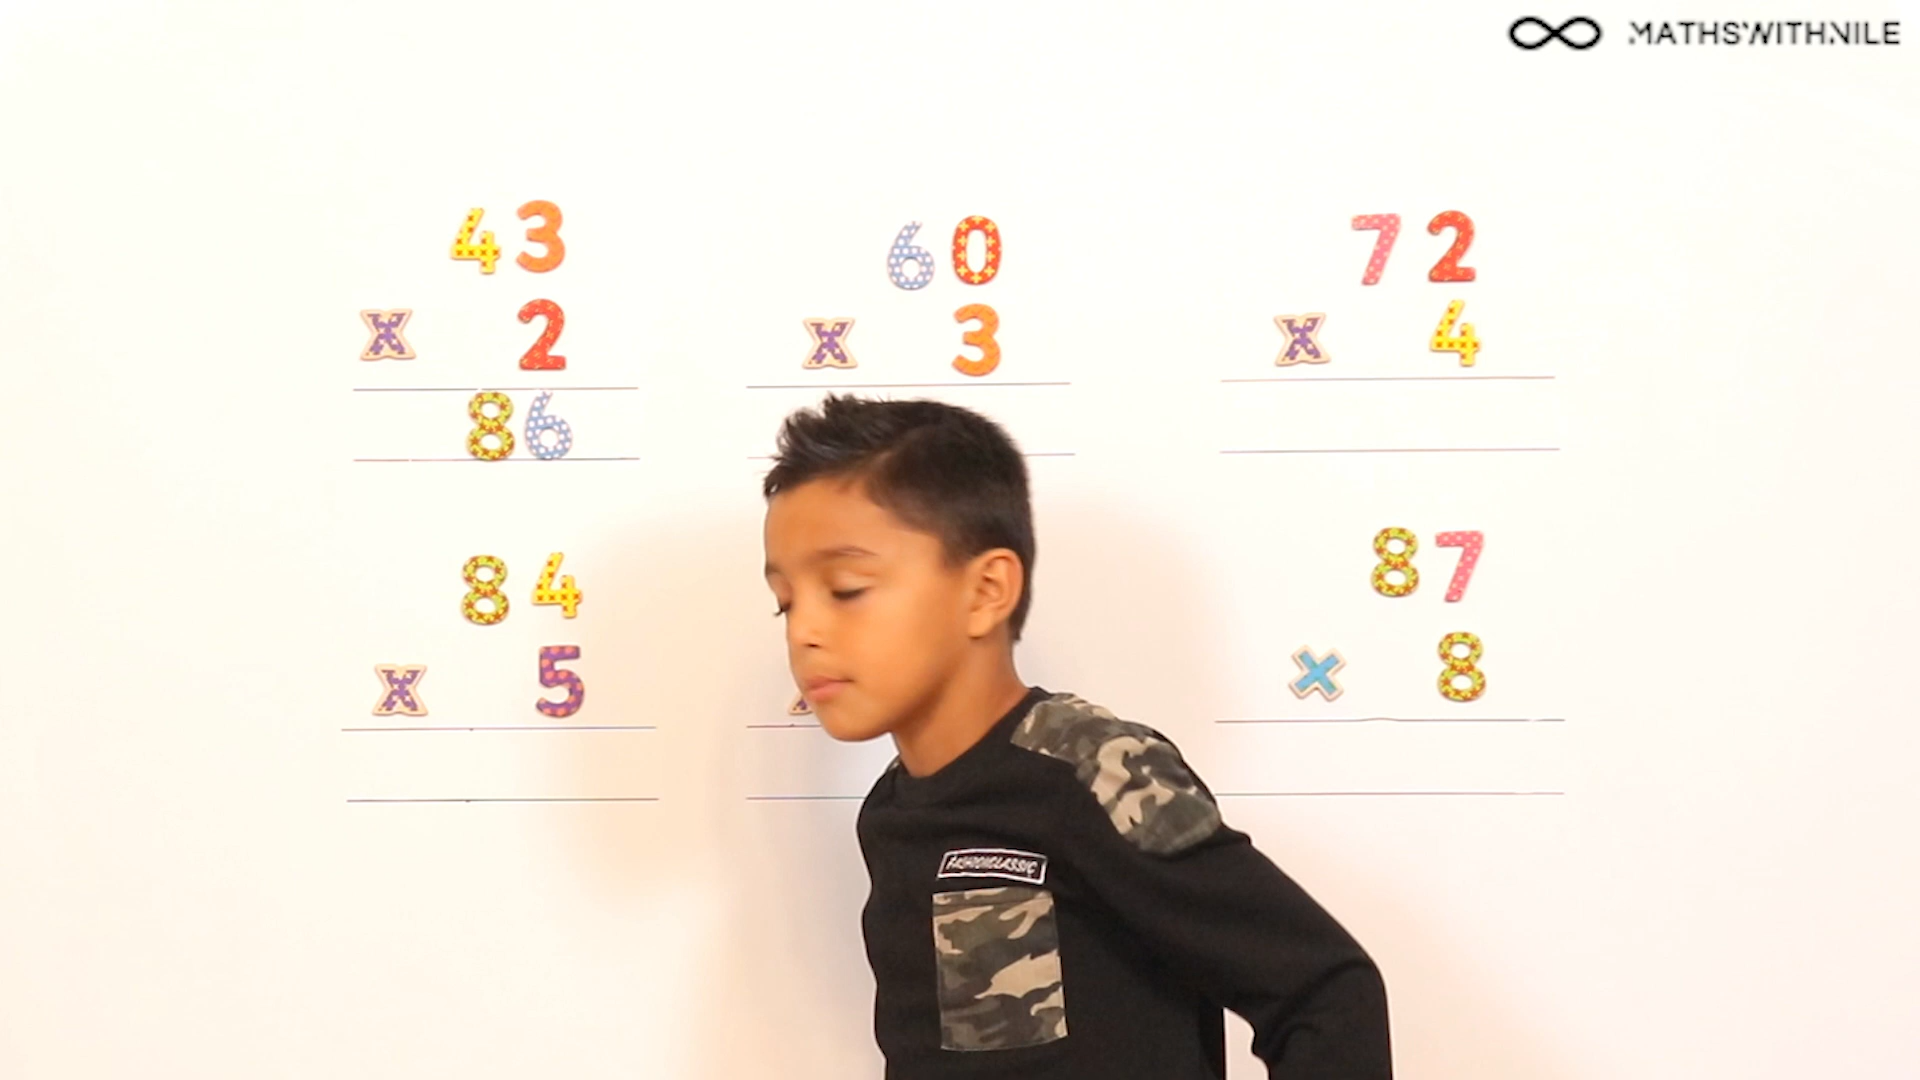 MATHSWITHNILE
43
x 2
86
60
x 3
72
x 4
84
x 5
87
× 8
FASHIONCLASSIC